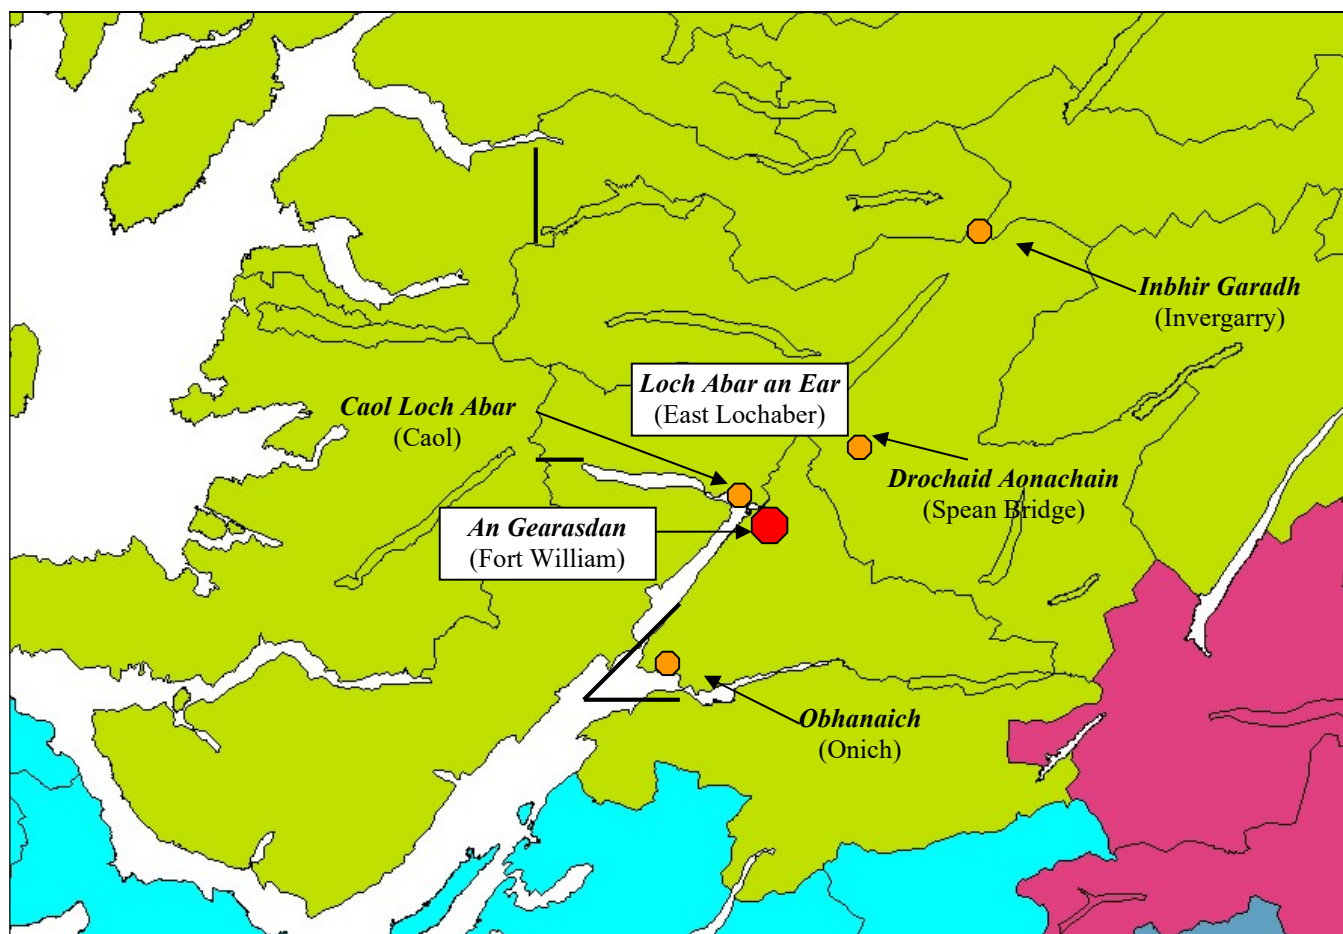 Inbhir Garadh
(Invergarry)
Loch Abar an Ear
(East Lochaber)
Caol Loch Abar
(Caol)
Drochaid Aonachain
(Spean Bridge)
An Gearasdan
(Fort William)
Obhanaich
(Onich)